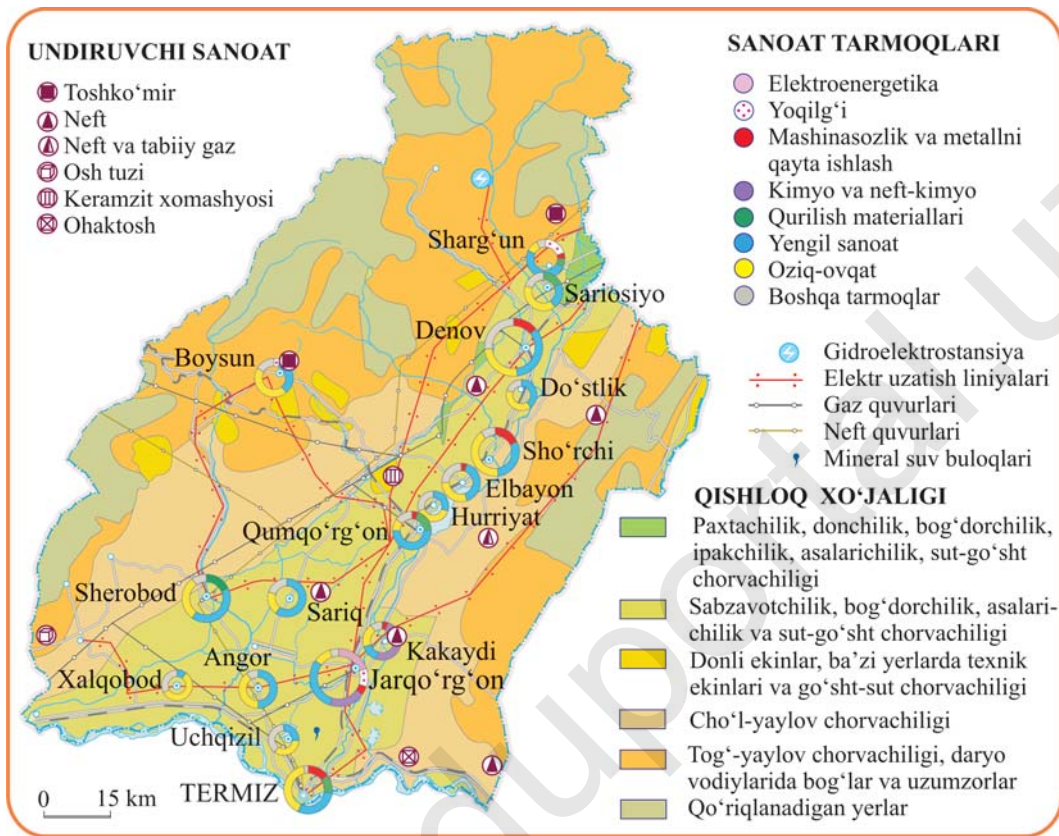 UNDIRUVCHI SANOAT
Toshko‘mir
Neft
Neft va tabiiy gaz
Osh tuzi
Keramzit xomashyosi
Ohaktosh
SANOAT TARMOQLARI
Elektroenergetika
Yoqilg‘i
Mashinasozlik va metallni
qayta ishlash
Kimyo va neft-kimyo
Qurilish materiallari
Yengil sanoat
Oziq-ovqat
Boshqa tarmoqlar
Gidroelektrostansiya
Elektr uzatish liniyalari
Gaz quvurlari
Neft quvurlari
Mineral suv buloqlari
QISHLOQ XO‘JALIGI
Paxtachilik, donchilik, bog‘dorchilik,
ipakchilik, asalarichilik, sut-go‘sht
chorvachiligi
Sabzavotchilik, bog‘dorchilik, asalari-
chilik va sut-go‘sht chorvachiligi
Donli ekinlar, ba’zi yerlarda texnik
ekinlari va go‘sht-sut chorvachiligi
Cho‘l-yaylov chorvachiligi
Tog‘-yaylov chorvachiligi, daryo
vodiylarida bog‘lar va uzumzorlar
Qo‘riqlanadigan yerlar
Sharg‘un
Sariosiyo
Denov
Boysun
Do‘stlik
Sho‘rchi
Elbayon
Hurriyat
Qumqo‘rg‘on
Sherobod
Sariq
Kakaydi
Angor
Xalqobod
Jarqo‘rg‘on
Uchqizil
TERMIZ
0 15 km
duportal.u